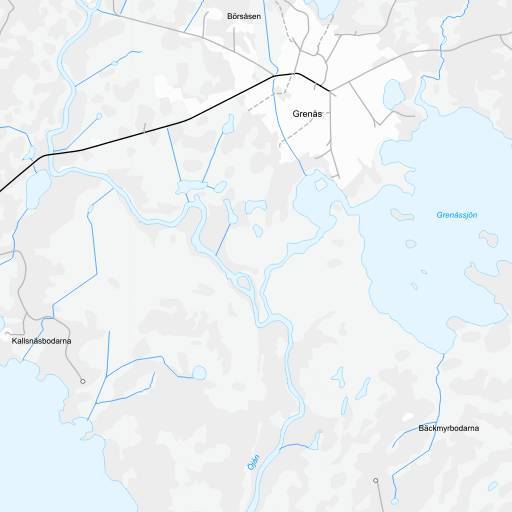 Börsåsen
Grenås
Grenåssjön
Kallsnäsbodarna
Bäckmyrbodarna
Öjån